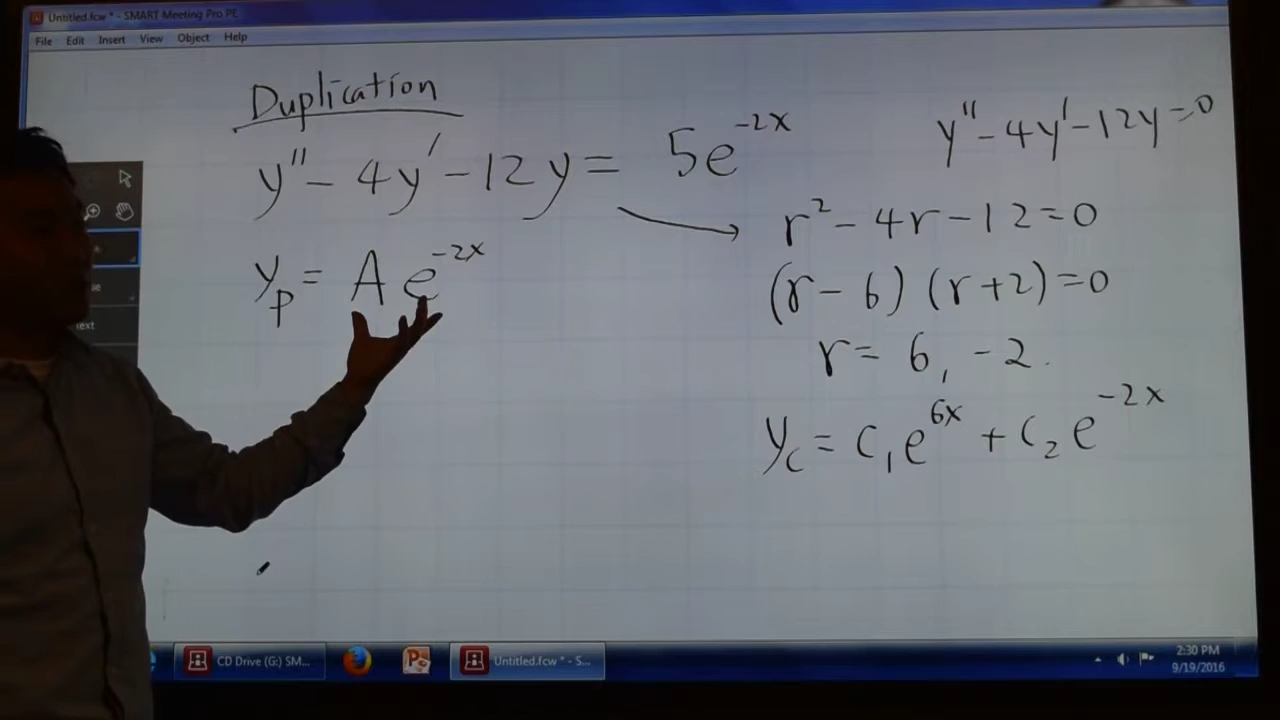 Untitled.fcw * - SMART Meeting Pro PE
File Edit Insert View Object Help
Duplication
y'' - 4y' - 12y = 5e^{-2x}
y_p = A e^{-2x}
y'' - 4y' - 12y = 0
r² - 4r - 12 = 0
(r - 6) (r + 2) = 0
r = 6, -2.
y_c = c₁e^{6x} + c₂e^{-2x}
CD Drive (G:) SM...
Untitled.fcw * - S...
2:30 PM
9/19/2016